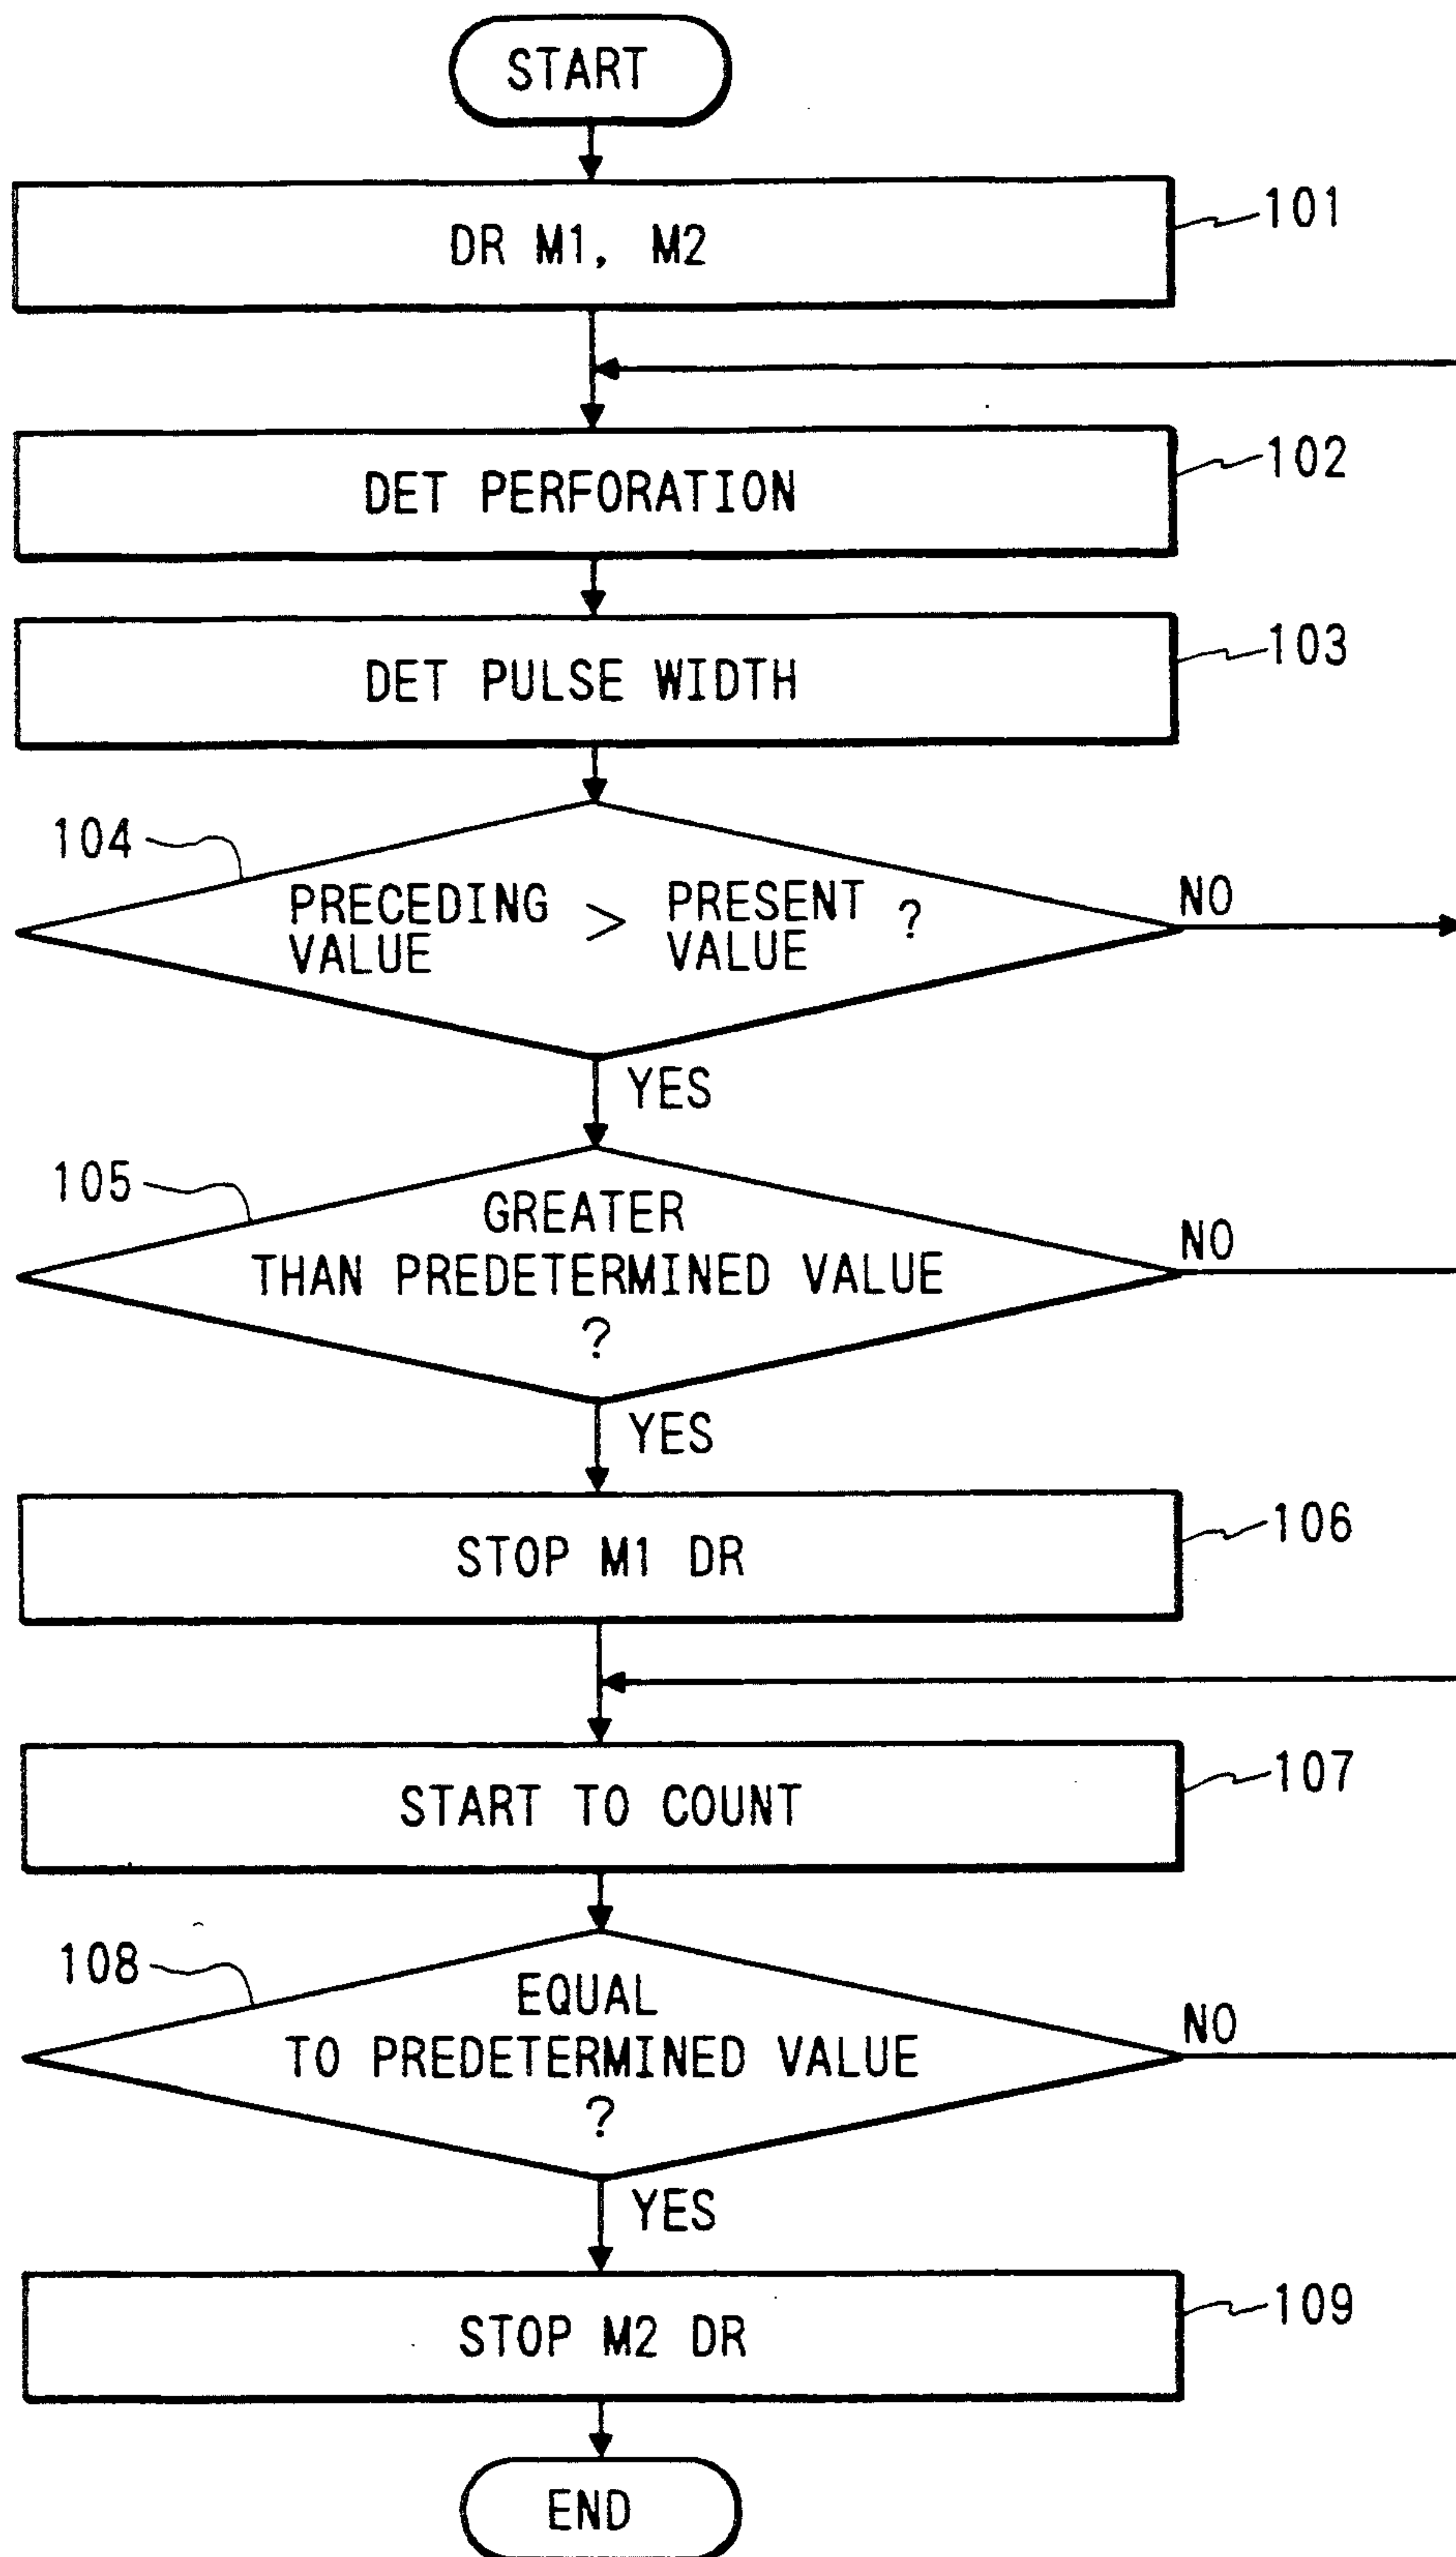 START
DR M1, M2
101
DET PERFORATION
102
DET PULSE WIDTH
103
104
PRECEDING VALUE > PRESENT VALUE ?
NO
YES
105
GREATER
THAN PREDETERMINED VALUE
?
NO
YES
STOP M1 DR
106
START TO COUNT
107
108
EQUAL
TO PREDETERMINED VALUE
?
NO
YES
STOP M2 DR
109
END